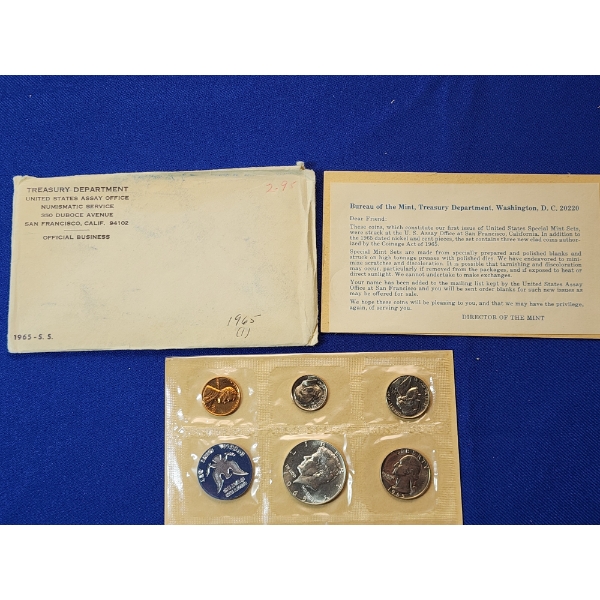 TREASURY DEPARTMENT
UNITED STATES ASSAY OFFICE
NUMISMATIC SERVICE
350 DUBOCE AVENUE
SAN FRANCISCO, CALIF. 94102
OFFICIAL BUSINESS
2-95
1965
(1)
1965-S. S.
Bureau of the Mint, Treasury Department, Washington, D. C. 20220
Dear Friend:
These coins, which constitute our first issue of United States Special Mint Sets,
were struck at the U. S. Assay Office at San Francisco, California. In addition to
the 1965 dated nickel and cent pieces, the set contains three new clad coins author-
ized by the Coinage Act of 1965.
Special Mint Sets are made from specially prepared and polished blanks and
struck on high tonnage presses with polished dies. We have endeavored to mini-
mize scratches and discoloration. It is possible that tarnishing and discoloration
may occur, particularly if removed from the packages, and if exposed to heat or
direct sunlight. We cannot undertake to make exchanges.
Your name has been added to the mailing list kept by the United States Assay
Office at San Francisco and you will be sent order blanks for such new issues as
may be offered for sale.
We hope these coins will be pleasing to you, and that we may have the privilege,
again, of serving you.
DIRECTOR OF THE MINT
SPECIAL MINT SET
UNITED STATES
LIBERTY
1965